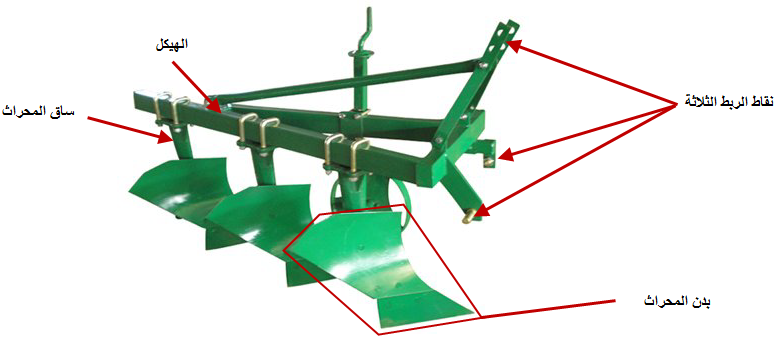 الهيكل
نقاط الربط الثلاثة
ساق المحراث
بدن المحراث